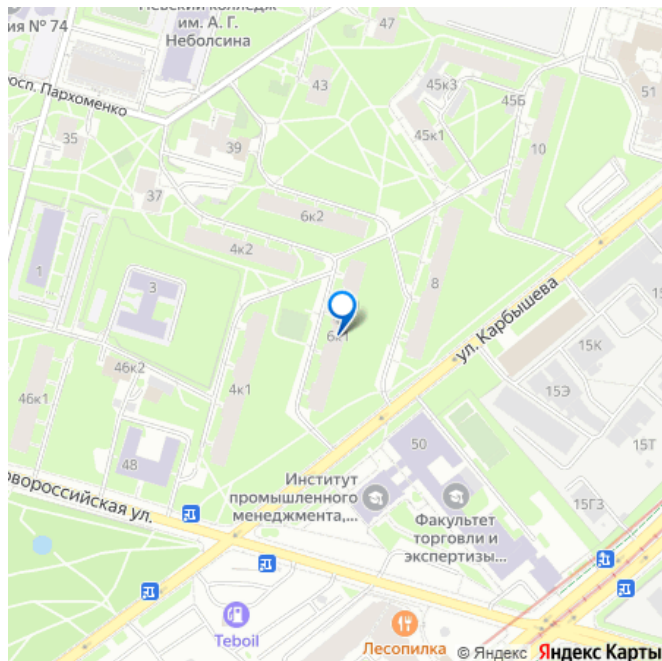 Невский колледж
им. А. Г.
Неболсина
ия № 74
47
51
43
45к3
45Б
просп. Пархоменко
35
39
45к1
10
37
6к2
4к2
8
1
3
6к1
ул. Карбышева
15К
46к2
15Э
46к1
4к1
50
15Т
48
Институт
промышленного
менеджмента,...
15Г3
овороссийская ул.
Факультет
торговли и
экспертизы...
Teboil
Лесопилка
© Яндекс Яндекс Карты